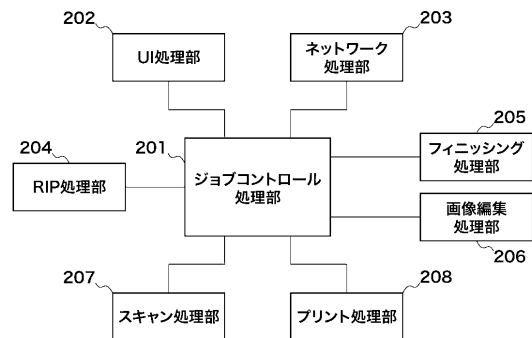 202
203
UI処理部
ネットワーク
処理部
204
201
205
RIP処理部
ジョブコントロール
処理部
フィニッシング
処理部
画像編集
処理部
206
207
208
スキャン処理部
プリント処理部